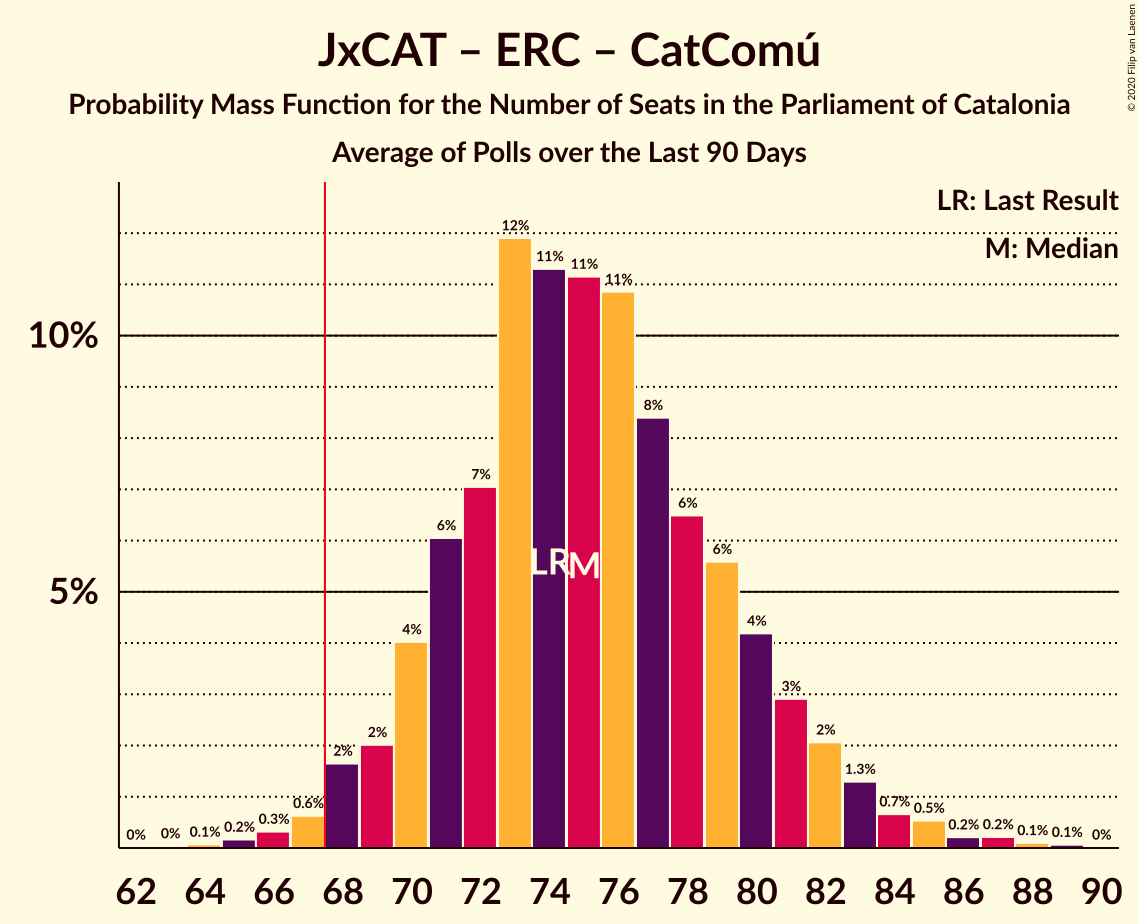 © 2020 Filip van Laenen
JxCAT – ERC – CatComú
Probability Mass Function for the Number of Seats in the Parliament of Catalonia
Average of Polls over the Last 90 Days
LR: Last Result
M: Median
10%
5%
0% 0% 0.1% 0.2% 0.3% 0.6% 2% 2% 4% 6% 7% 12% 11% 11% 11% 8% 6% 6% 4% 3% 2% 1.3% 0.7% 0.5% 0.2% 0.2% 0.1% 0.1% 0%
LR M
62 64 66 68 70 72 74 76 78 80 82 84 86 88 90